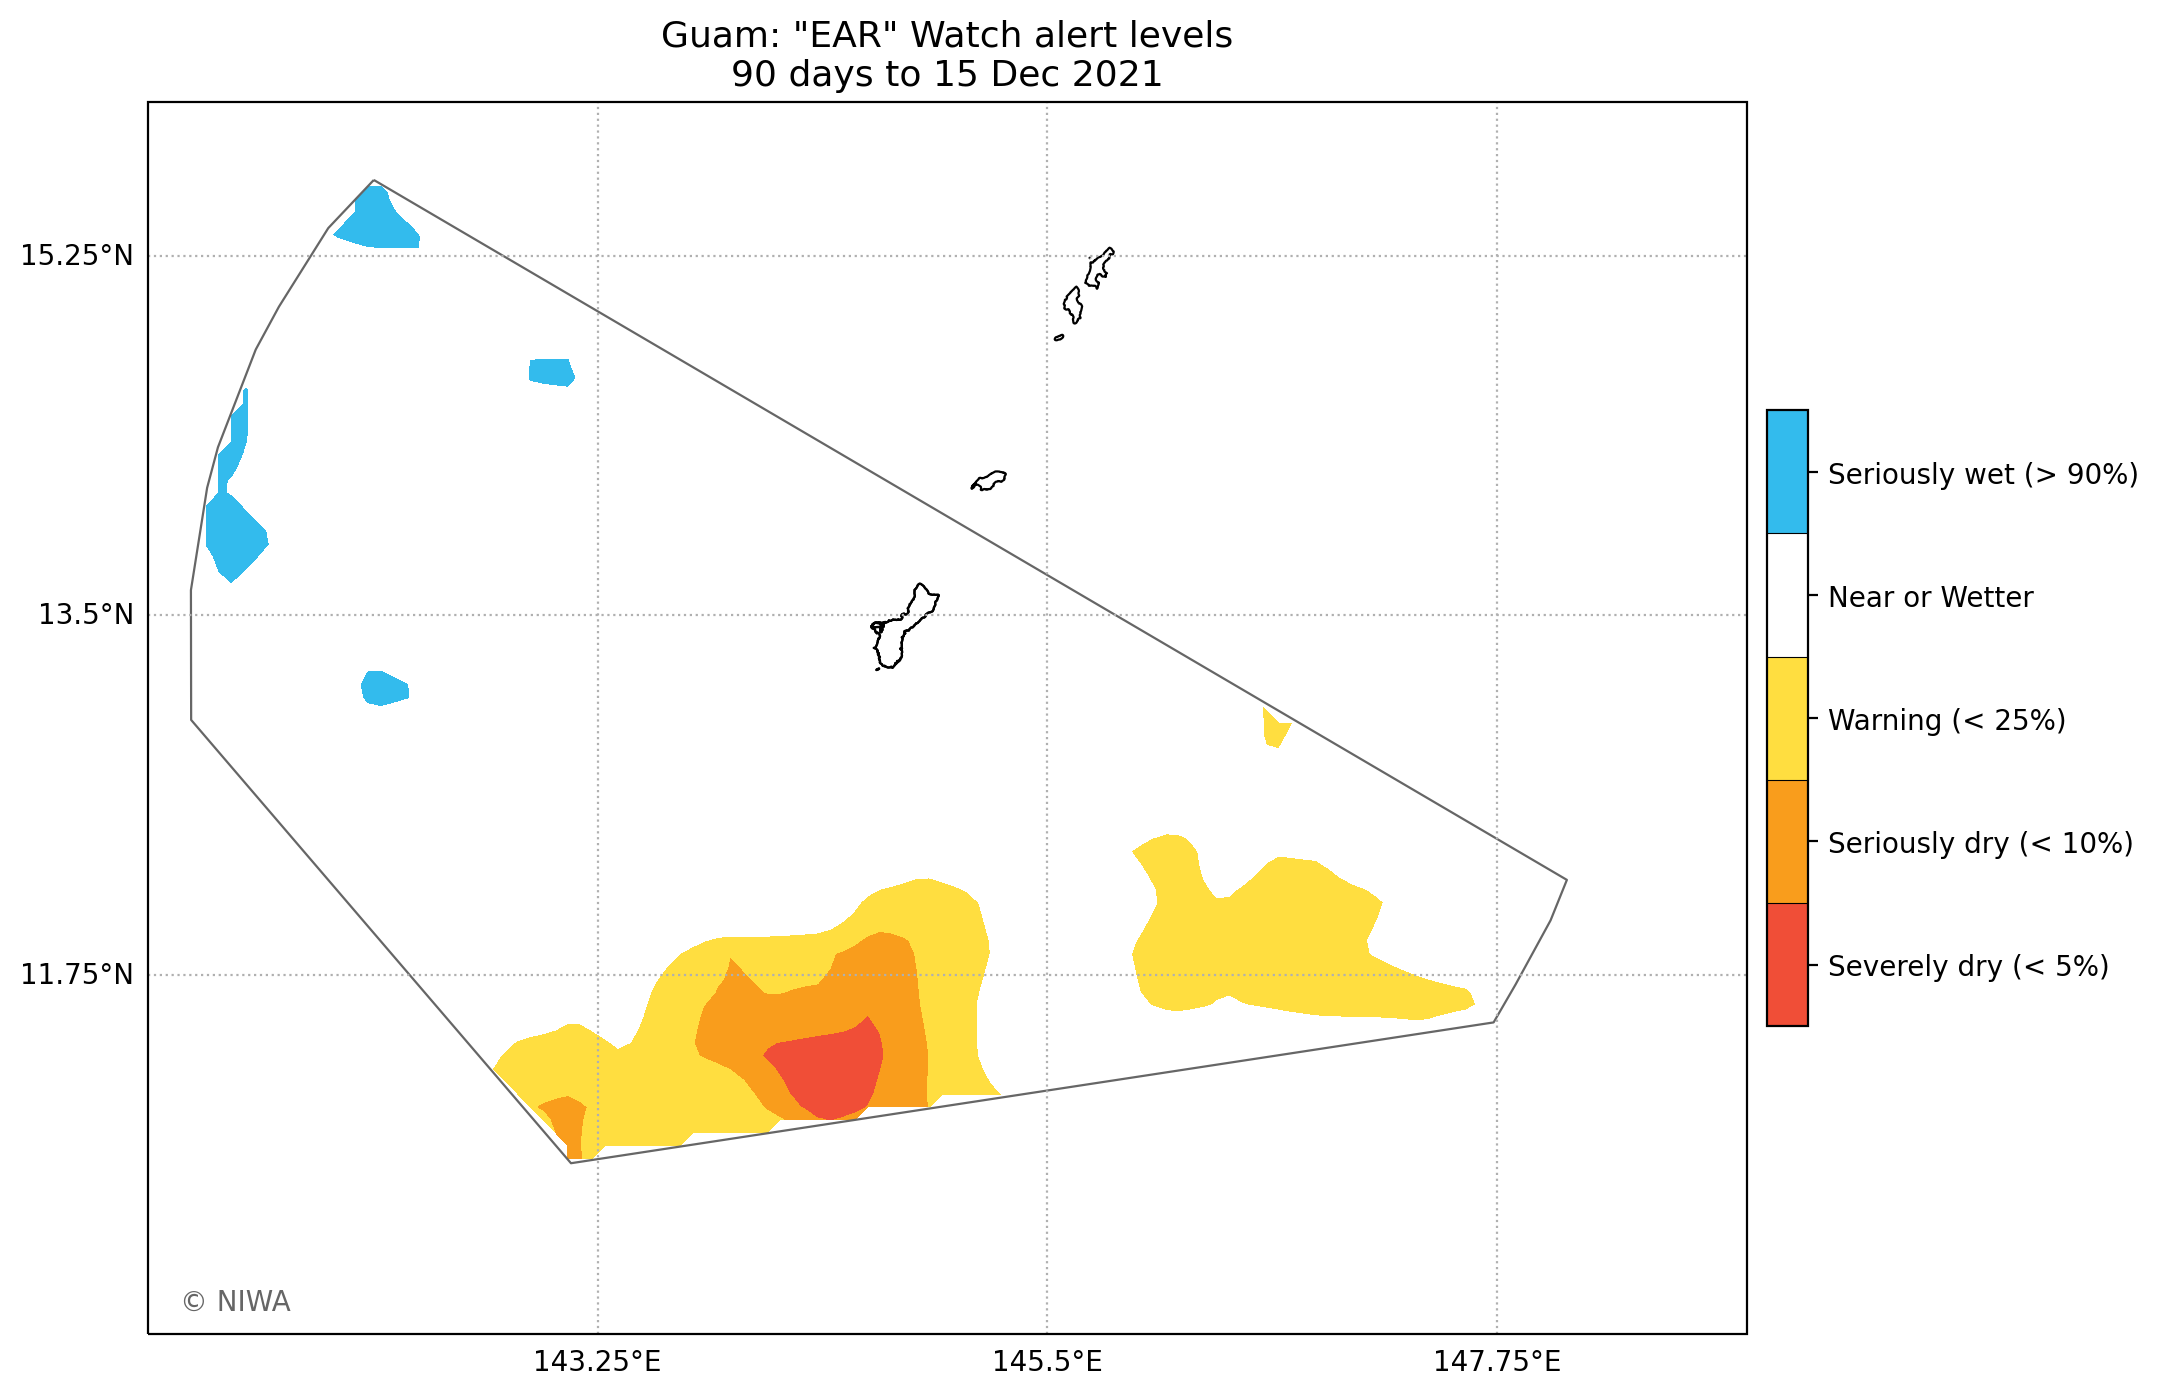 Guam: "EAR" Watch alert levels
90 days to 15 Dec 2021
15.25°N
13.5°N
11.75°N
143.25°E
145.5°E
147.75°E
Seriously wet (> 90%)
Near or Wetter
Warning (< 25%)
Seriously dry (< 10%)
Severely dry (< 5%)
© NIWA